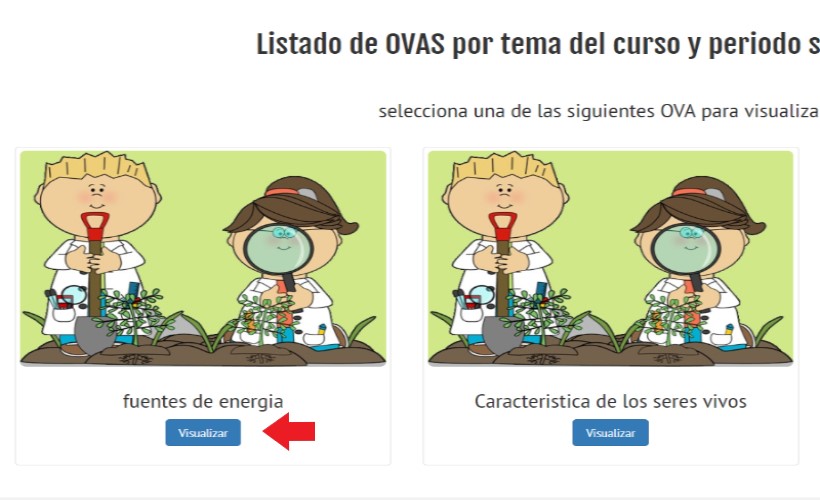 Listado de OVAS por tema del curso y periodo s
selecciona una de las siguientes OVA para visualiza
fuentes de energia
Visualizar
Caracteristica de los seres vivos
Visualizar